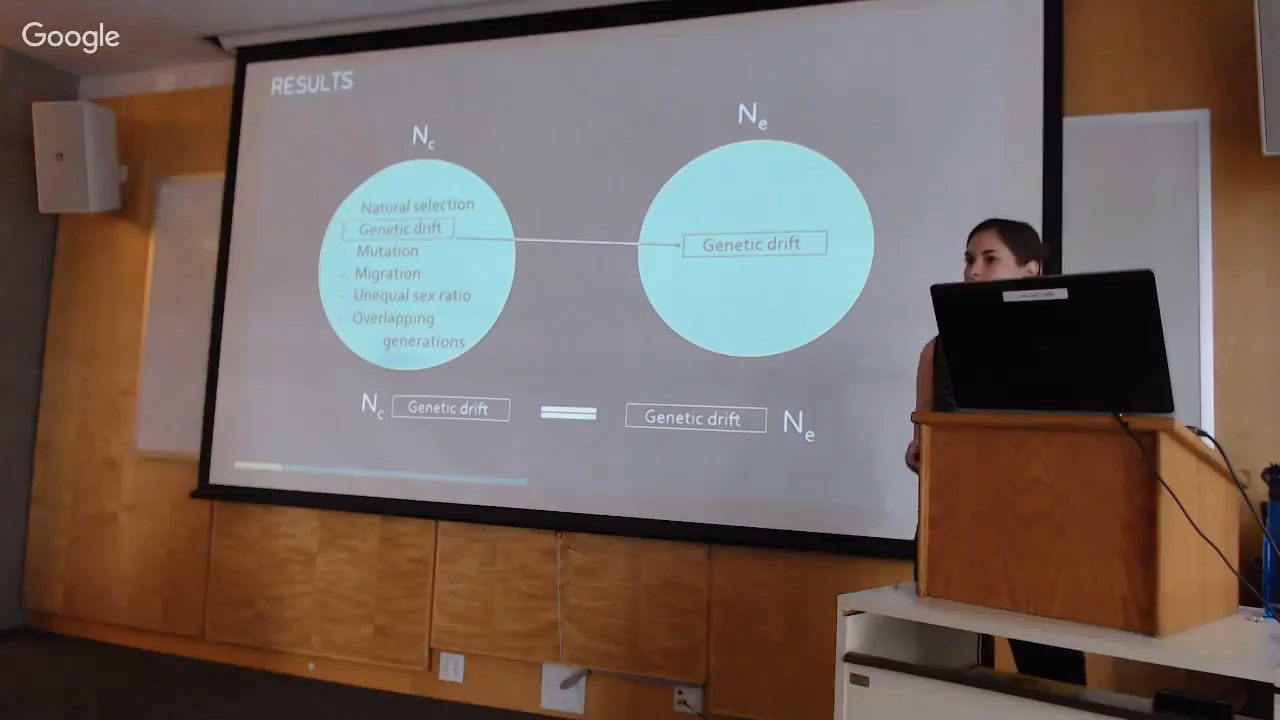 Google
RESULTS
Nc
Ne
- Natural selection
- Genetic drift
- Mutation
- Migration
- Unequal sex ratio
- Overlapping
generations
Genetic drift
Nc Genetic drift = Genetic drift Ne